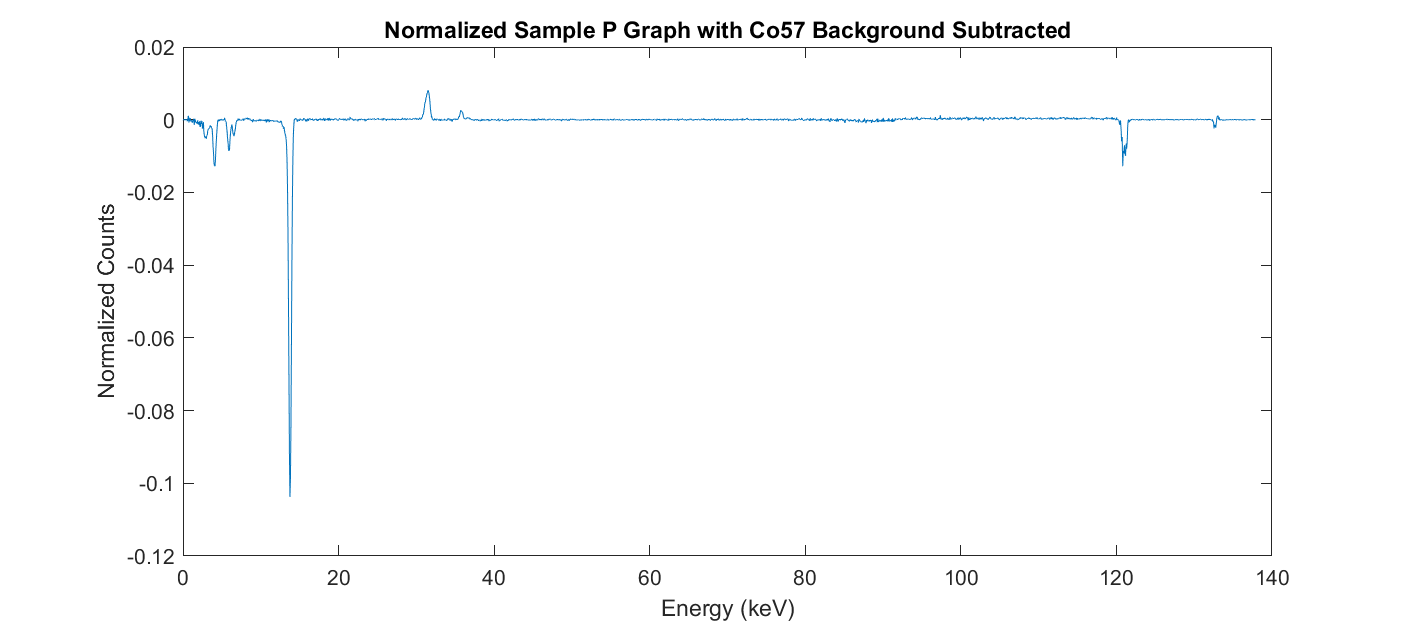 Normalized Sample P Graph with Co57 Background Subtracted
0.02
0
-0.02
-0.04
-0.06
-0.08
-0.1
-0.12
Normalized Counts
0 20 40 60 80 100 120 140
Energy (keV)